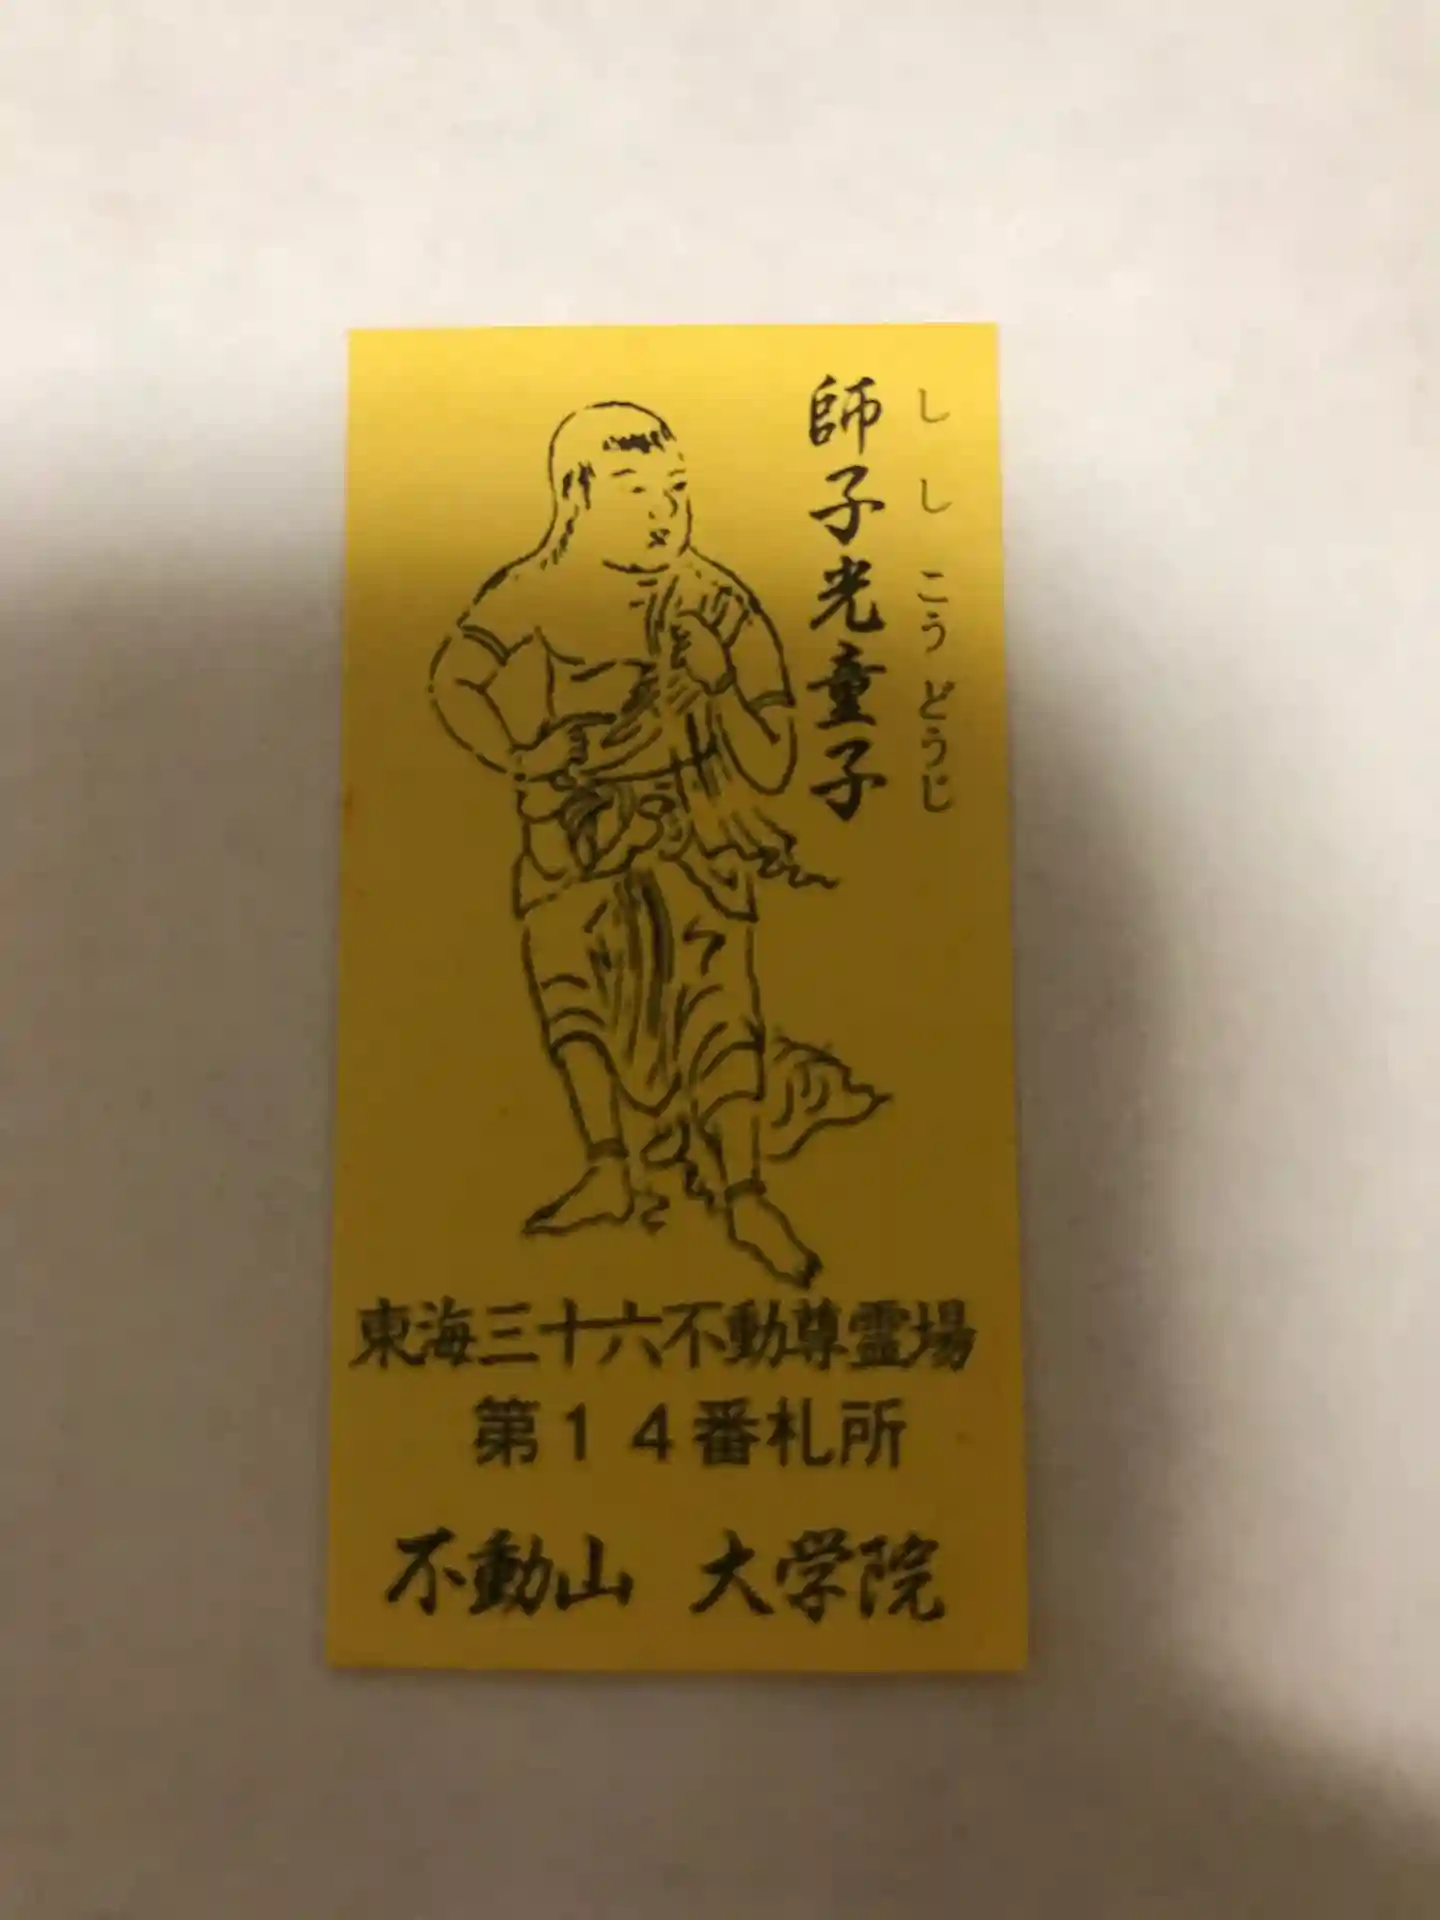 師子光童子
ししこうどうじ
東海三十六不動尊霊場
第１４番札所
不動山　大学院